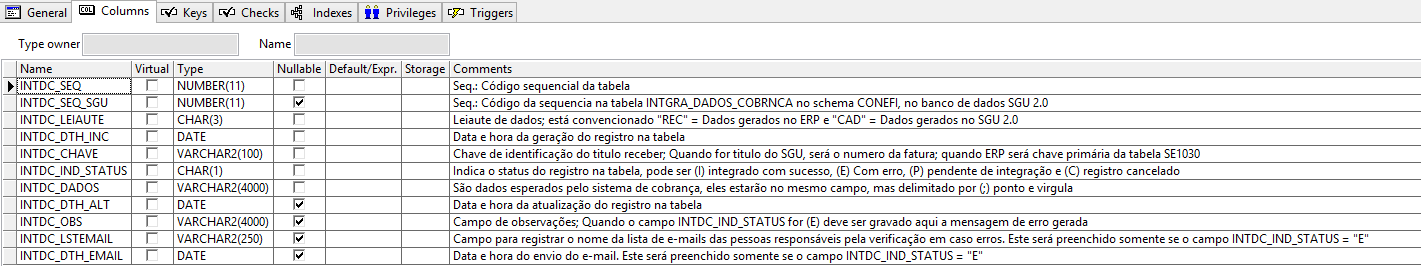 General Columns Keys Checks Indexes Privileges Triggers
Type owner Name
Name Virtual Type Nullable Default/Expr. Storage Comments
INTDC_SEQ NUMBER(11) Seq.: Código sequencial da tabela
INTDC_SEQ_SGU NUMBER(11) Seq.: Código da sequencia na tabela INTGRA_DADOS_COBRNCA no schema CONEFI, no banco de dados SGU 2.0
INTDC_LEIAUTE CHAR(3) Leiaute de dados; está convencionado "REC" = Dados gerados no ERP e "CAD" = Dados gerados no SGU 2.0
INTDC_DTH_INC DATE Data e hora da geração do registro na tabela
INTDC_CHAVE VARCHAR2(100) Chave de identificação do titulo receber; Quando for titulo do SGU, será o numero da fatura; quando ERP será chave primária da tabela SE1030
INTDC_IND_STATUS CHAR(1) Indica o status do registro na tabela, pode ser (I) integrado com sucesso, (E) Com erro, (P) pendente de integração e (C) registro cancelado
INTDC_DADOS VARCHAR2(4000) São dados esperados pelo sistema de cobrança, eles estarão no mesmo campo, mas delimitado por (;) ponto e virgula
INTDC_DTH_ALT DATE Data e hora da atualização do registro na tabela
INTDC_OBS VARCHAR2(4000) Campo de observações; Quando o campo INTDC_IND_STATUS for (E) deve ser gravado aqui a mensagem de erro gerada
INTDC_LSTEMAIL VARCHAR2(250) Campo para registrar o nome da lista de e-mails das pessoas responsáveis pela verificação em caso erros. Este será preenchido somente se o campo INTDC_IND_STATUS = "E"
INTDC_DTH_EMAIL DATE Data e hora do envio do e-mail. Este será preenchido somente se o campo INTDC_IND_STATUS = "E"